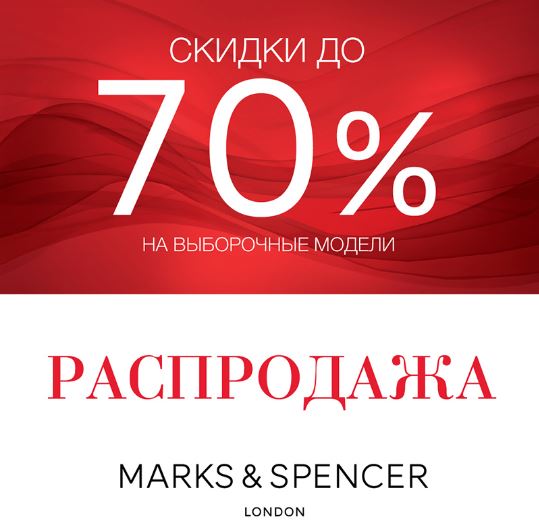 СКИДКИ ДО
70%
НА ВЫБОРОЧНЫЕ МОДЕЛИ
РАСПРОДАЖА
MARKS & SPENCER
LONDON